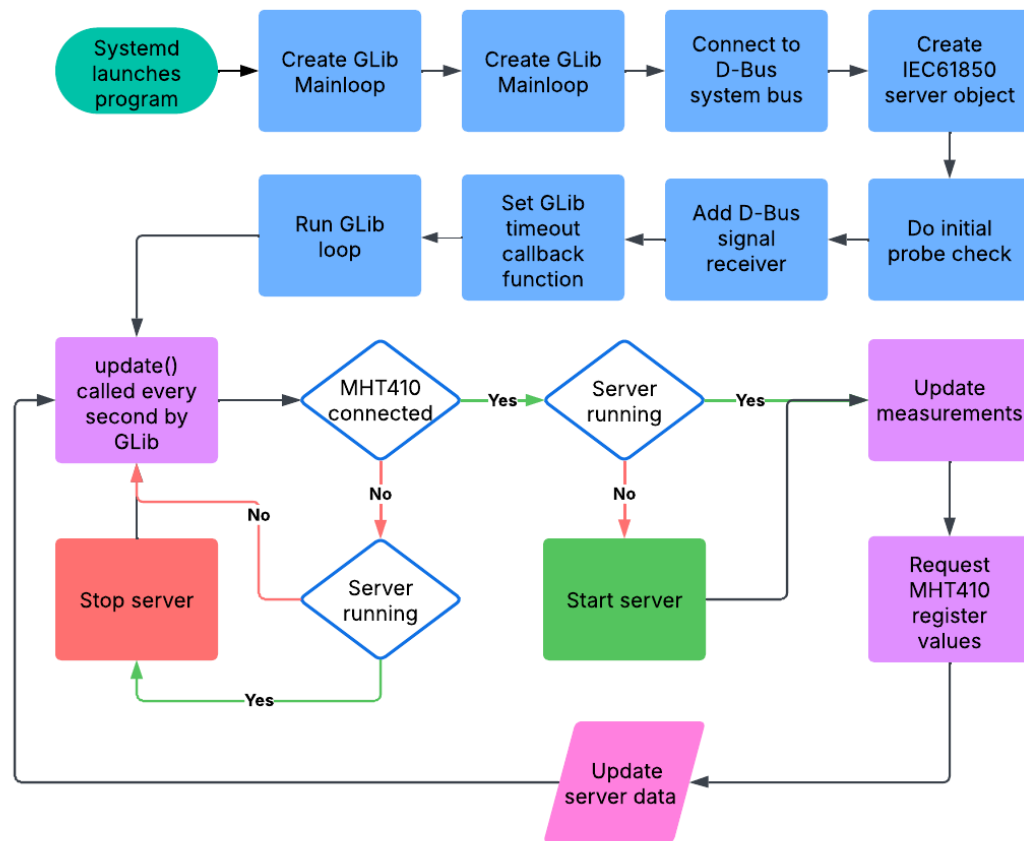 Systemd
launches
program
Create GLib
Mainloop
Create GLib
Mainloop
Connect to
D-Bus
system bus
Create
IEC61850
server object
Run GLib
loop
Set GLib
timeout
callback
function
Add D-Bus
signal
receiver
Do initial
probe check
update()
called every
second by
GLib
MHT410
connected
Yes
Server
running
Yes
Update
measurements
No
No
No
Stop server
Server
running
Start server
Request
MHT410
register
values
Yes
Update
server data